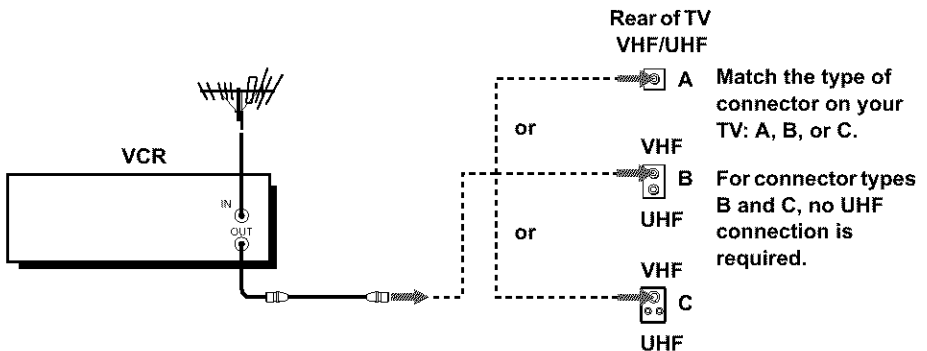 Rear of TV
VHF/UHF
A
Match the type of
connector on your
TV: A, B, or C.
or
VCR
VHF
B
For connector types
B and C, no UHF
connection is
required.
IN
UHF
OUT
or
VHF
C
UHF